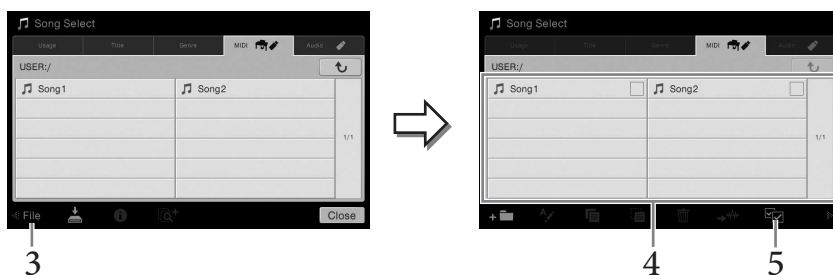 Song Select
Usage Title Genre MIDI Audio
USER:/
Song1 Song2
1/1
File Close
3
Song Select
Usage Title Genre MIDI Audio
USER:/
Song1 Song2
1/1
4 5